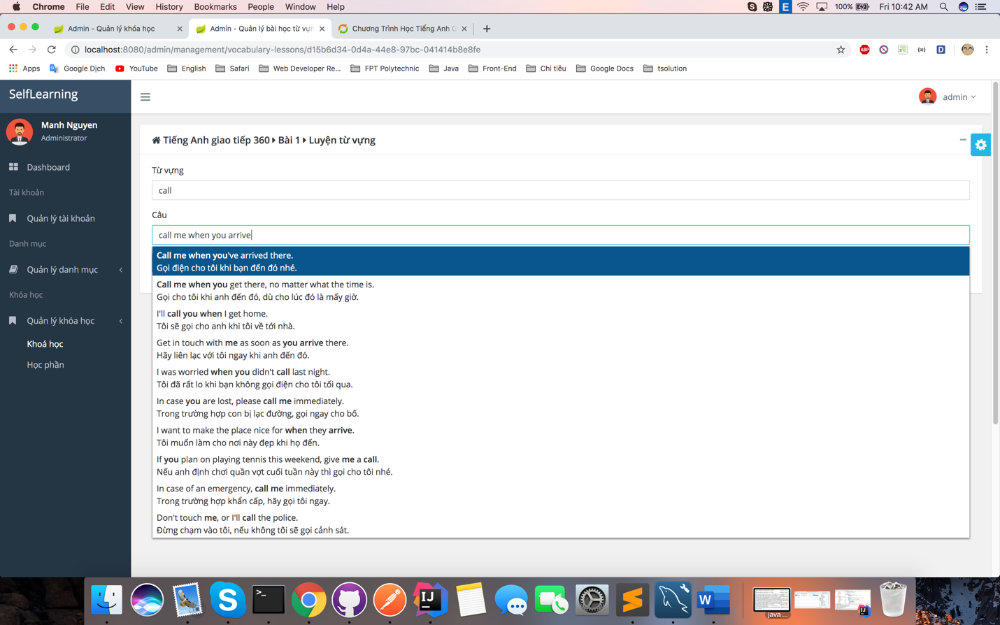 Chrome File Edit View History Bookmarks People Window Help
E 100% Fri 10:42 AM
Admin - Quản lý khóa học
Admin - Quản lý bài học từ vựn
Chương Trình Học Tiếng Anh G
localhost:8080/admin/management/vocabulary-lessons/d15b6d34-0d4a-44e8-97bc-041414b8e8fe
ABP
D
Apps Google Dịch YouTube English Safari Web Developer Re... FPT Polytechnic Java Front-End Chi tiêu Google Docs tsolution
SelfLearning
admin
Manh Nguyen
Administrator
Dashboard
Tài khoản
Quản lý tài khoản
Danh mục
Quản lý danh mục
Khóa học
Quản lý khóa học
Khoá học
Học phần
Tiếng Anh giao tiếp 360 Bài 1 Luyện từ vựng
Từ vựng
call
Câu
call me when you arrive
Call me when you've arrived there.
Gọi điện cho tôi khi bạn đến đó nhé.
Call me when you get there, no matter what the time is.
Gọi cho tôi khi anh đến đó, dù cho lúc đó là mấy giờ.
I'll call you when I get home.
Tôi sẽ gọi cho anh khi tôi về tới nhà.
Get in touch with me as soon as you arrive there.
Hãy liên lạc với tôi ngay khi anh đến đó.
I was worried when you didn't call last night.
Tôi đã rất lo khi bạn không gọi điện cho tôi tối qua.
In case you are lost, please call me immediately.
Trong trường hợp con bị lạc đường, gọi ngay cho bố.
I want to make the place nice for when they arrive.
Tôi muốn làm cho nơi này đẹp khi họ đến.
If you plan on playing tennis this weekend, give me a call.
Nếu anh định chơi quần vợt cuối tuần này thì gọi cho tôi nhé.
In case of an emergency, call me immediately.
Trong trường hợp khẩn cấp, hãy gọi tôi ngay.
Don't touch me, or I'll call the police.
Đừng chạm vào tôi, nếu không tôi sẽ gọi cảnh sát.
S
>_
IJ
S
W
java ...
IJ